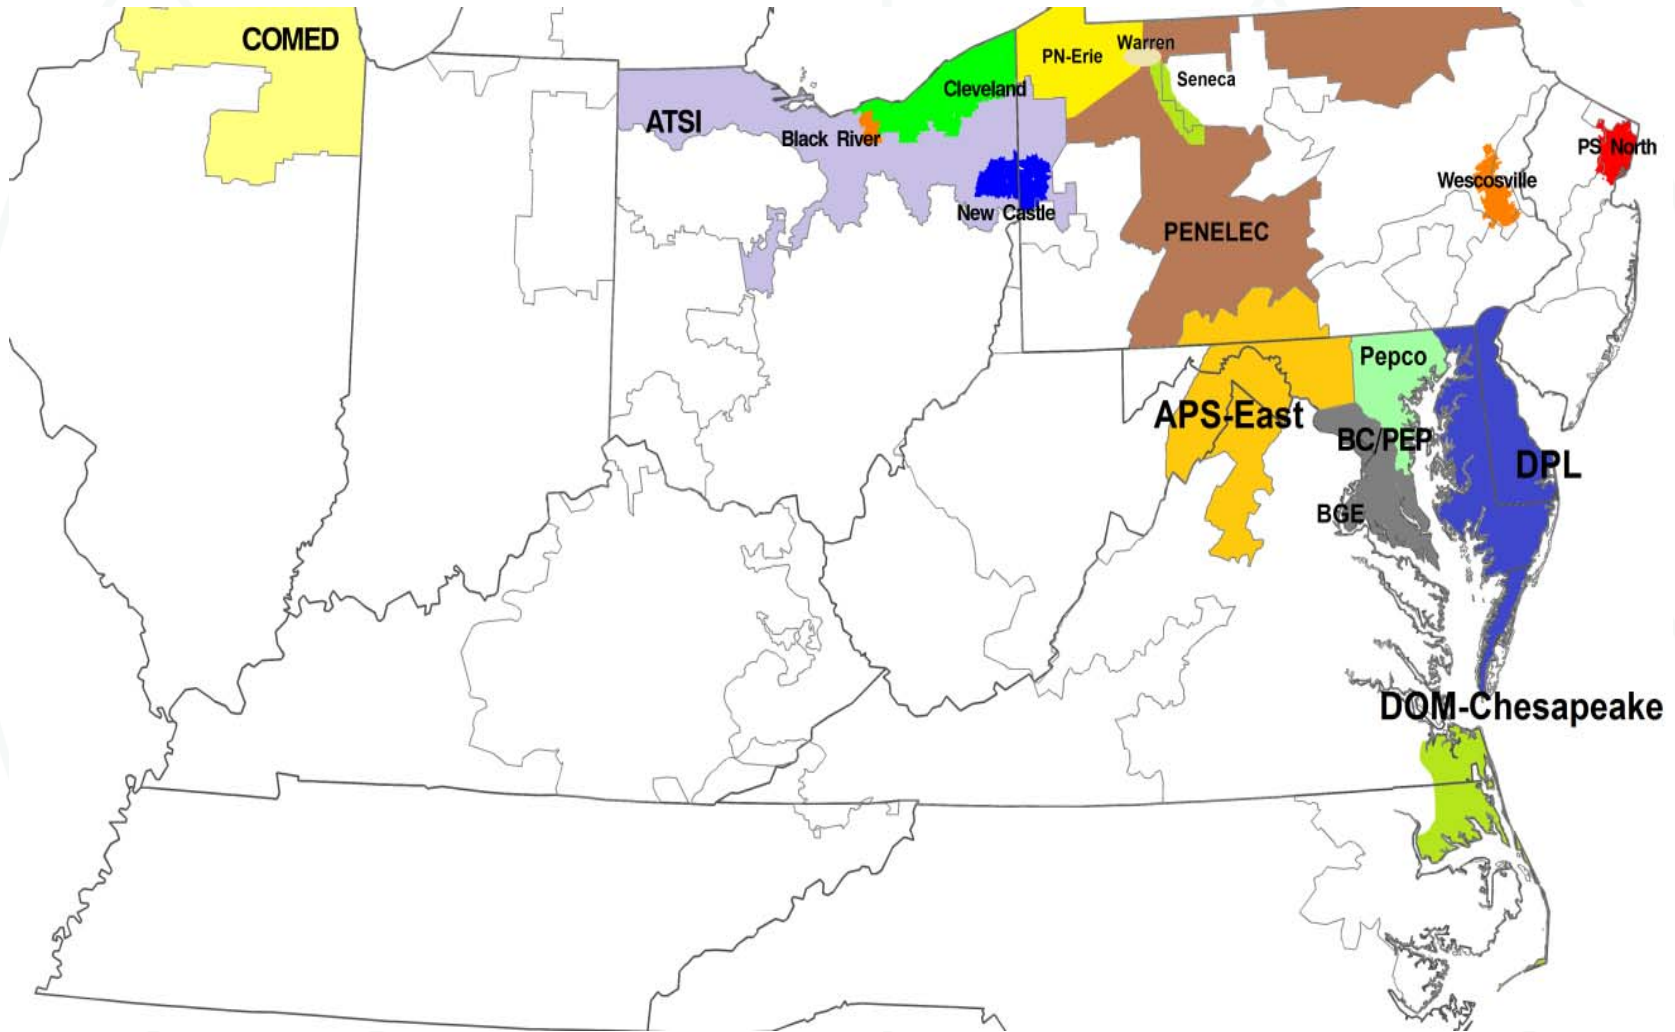 COMED
Warren
PN-Erie
Seneca
Cleveland
ATSI
Black River
PS North
Wescosville
New Castle
PENELEC
Pepco
APS-East
BC/PEP
DPL
BGE
DOM-Chesapeake